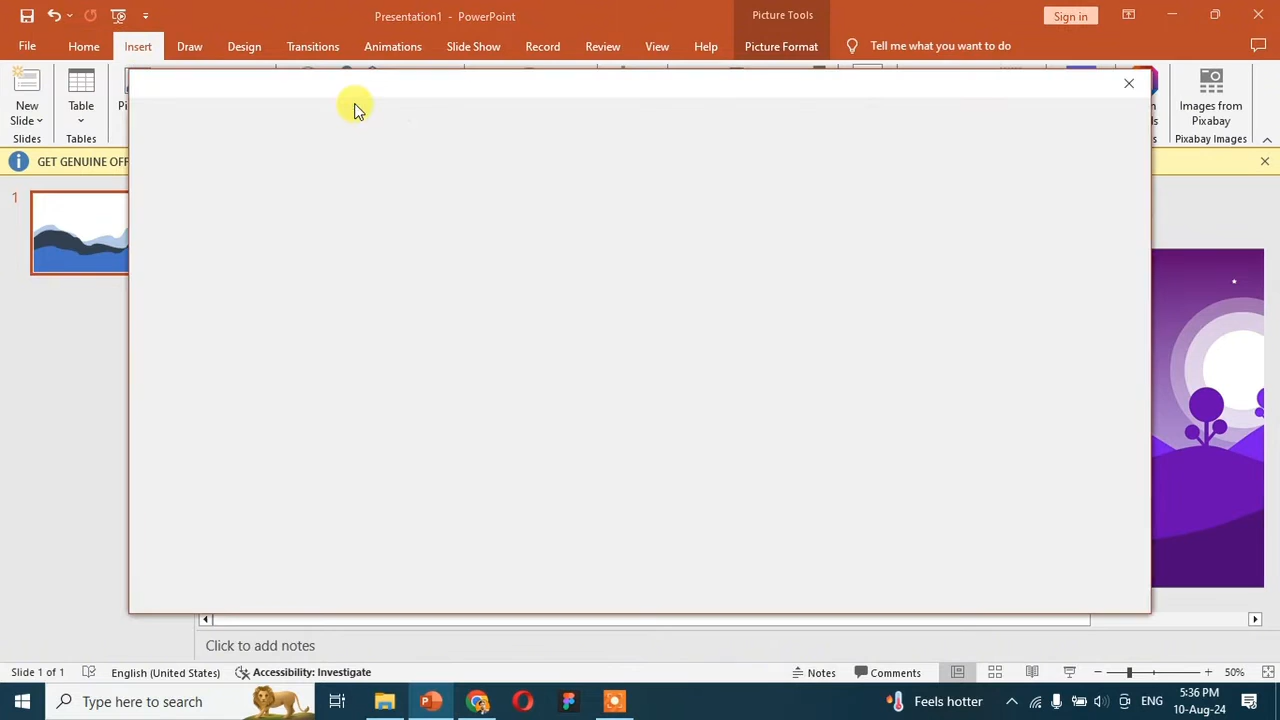 Presentation1 - PowerPoint
Picture Tools
Sign in
File
Home
Insert
Draw
Design
Transitions
Animations
Slide Show
Record
Review
View
Help
Picture Format
Tell me what you want to do
New
Slide
Table
Images from
Pixabay
Slides
Tables
Pixabay Images
GET GENUINE OFF
1
Click to add notes
Slide 1 of 1
English (United States)
Accessibility: Investigate
Notes
Comments
50%
Type here to search
Feels hotter
ENG
5:36 PM
10-Aug-24